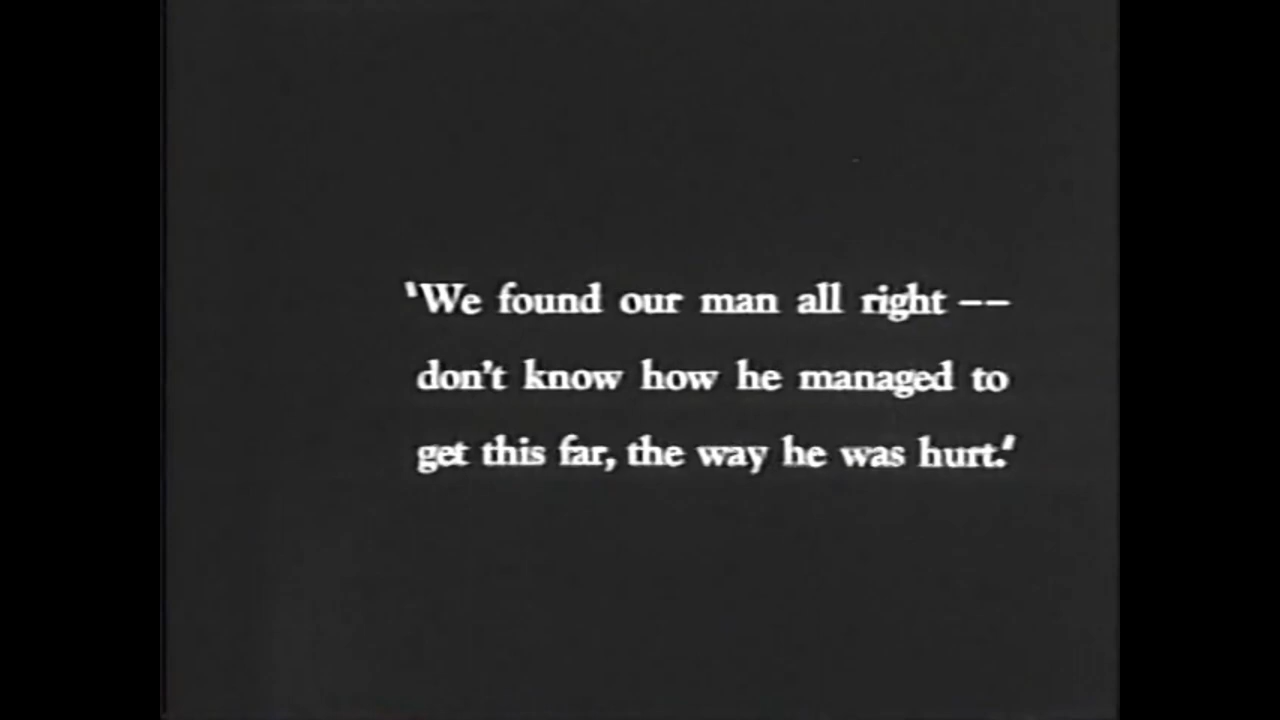 'We found our man all right --
don't know how he managed to
get this far, the way he was hurt.'